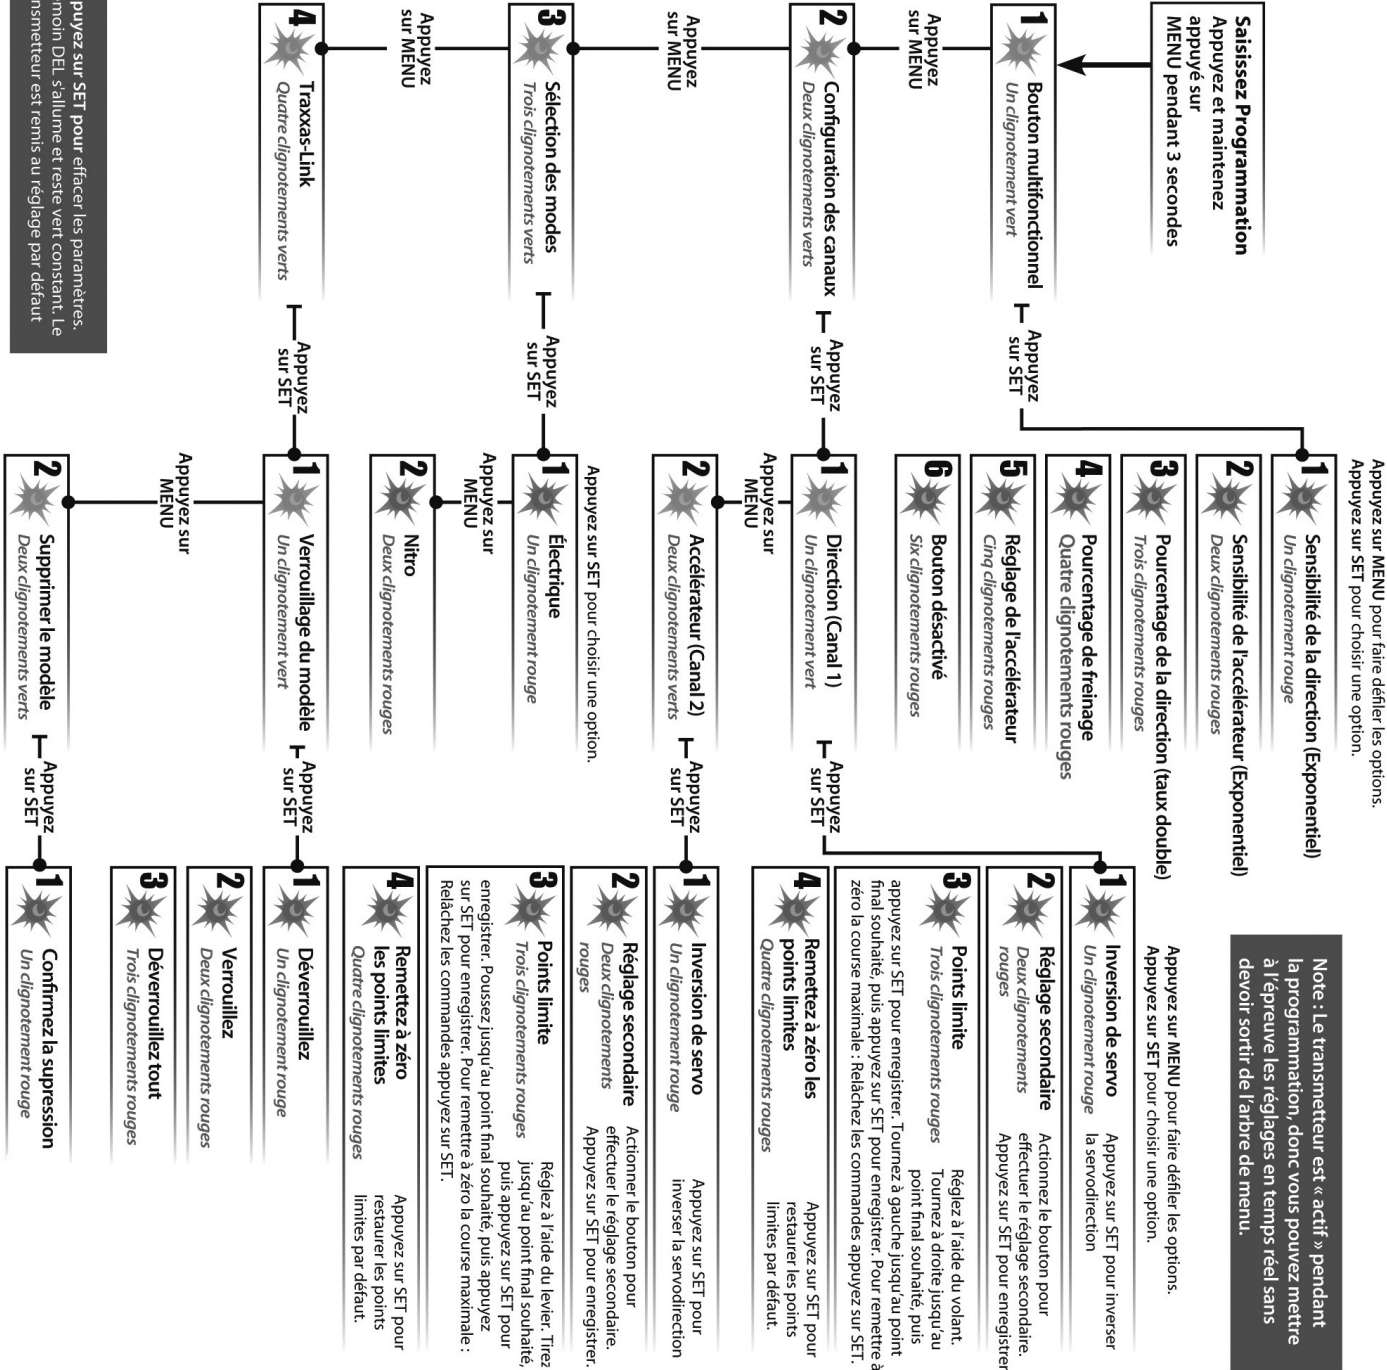 Saisissez Programmation
Appuyez et maintenez
appuyé sur
MENU pendant 3 secondes
1
Bouton multifonctionnel
Un clignotement vert
Appuyez
sur MENU
2
Configuration des canaux
Deux clignotements verts
Appuyez
sur MENU
3
Sélection des modes
Trois clignotements verts
Appuyez
sur MENU
4
Traxxas-Link
Quatre clignotements verts
puyez sur SET pour effacer les paramètres.
moin DEL s'allume et reste vert constant. Le
nsmetteur est remis au réglage par défaut
Appuyez
sur SET
Appuyez
sur SET
Appuyez
sur SET
Appuyez
sur SET
Appuyez sur MENU pour faire défiler les options.
Appuyez sur SET pour choisir une option.
1
Sensibilité de la direction (Exponentiel)
Un clignotement rouge
2
Sensibilité de l'accélérateur (Exponentiel)
Deux clignotements rouges
3
Pourcentage de la direction (taux double)
Trois clignotements rouges
4
Pourcentage de freinage
Quatre clignotements rouges
5
Réglage de l'accélérateur
Cinq clignotements rouges
6
Bouton désactivé
Six clignotements rouges
1
Direction (Canal 1)
Un clignotement vert
Appuyez sur
MENU
2
Accélérateur (Canal 2)
Deux clignotements verts
Appuyez sur SET pour choisir une option.
1
Électrique
Un clignotement rouge
Appuyez sur
MENU
2
Nitro
Deux clignotements rouges
1
Verrouillage du modèle
Un clignotement vert
Appuyez sur
MENU
2
Supprimer le modèle
Deux clignotements verts
Appuyez
sur SET
Appuyez
sur SET
Appuyez
sur SET
Appuyez
sur SET
Note : Le transmetteur est « actif » pendant
la programmation, donc vous pouvez mettre
à l'épreuve les réglages en temps réel sans
devoir sortir de l'arbre de menu.
Appuyez sur MENU pour faire défiler les options.
Appuyez sur SET pour choisir une option.
1
Inversion de servo
Un clignotement rouge
Appuyez sur SET pour inverser
la servodirection
2
Réglage secondaire
Deux clignotements
rouges
Actionnez le bouton pour
effectuer le réglage secondaire.
Appuyez sur SET pour enregistrer
3
Points limite
Trois clignotements rouges
Réglez à l'aide du volant.
Tournez à droite jusqu'au
point final souhaité, puis
appuyez sur SET pour enregistrer. Tournez à gauche jusqu'au point
final souhaité, puis appuyez sur SET pour enregistrer. Pour remettre à
zéro la course maximale : Relâchez les commandes appuyez sur SET.
4
Remettez à zéro les
points limites
Quatre clignotements rouges
Appuyez sur SET pour
restaurer les points
limites par défaut.
1
Inversion de servo
Un clignotement rouge
Appuyez sur SET pour
inverser la servodirection
2
Réglage secondaire
Deux clignotements
rouges
Actionner le bouton pour
effectuer le réglage secondaire.
Appuyez sur SET pour enregistrer.
3
Points limite
Trois clignotements rouges
Réglez à l'aide du levier. Tirez
jusqu'au point final souhaité,
puis appuyez sur SET pour
enregistrer. Poussez jusqu'au point final souhaité, puis appuyez
sur SET pour enregistrer. Pour remettre à zéro la course maximale :
Relâchez les commandes appuyez sur SET.
4
Remettez à zéro
les points limites
Quatre clignotements rouges
Appuyez sur SET pour
restaurer les points
limites par défaut.
1
Déverrouillez
Un clignotement rouge
2
Verrouillez
Deux clignotements rouges
3
Déverrouillez tout
Trois clignotements rouges
1
Confirmez la supression
Un clignotement rouge